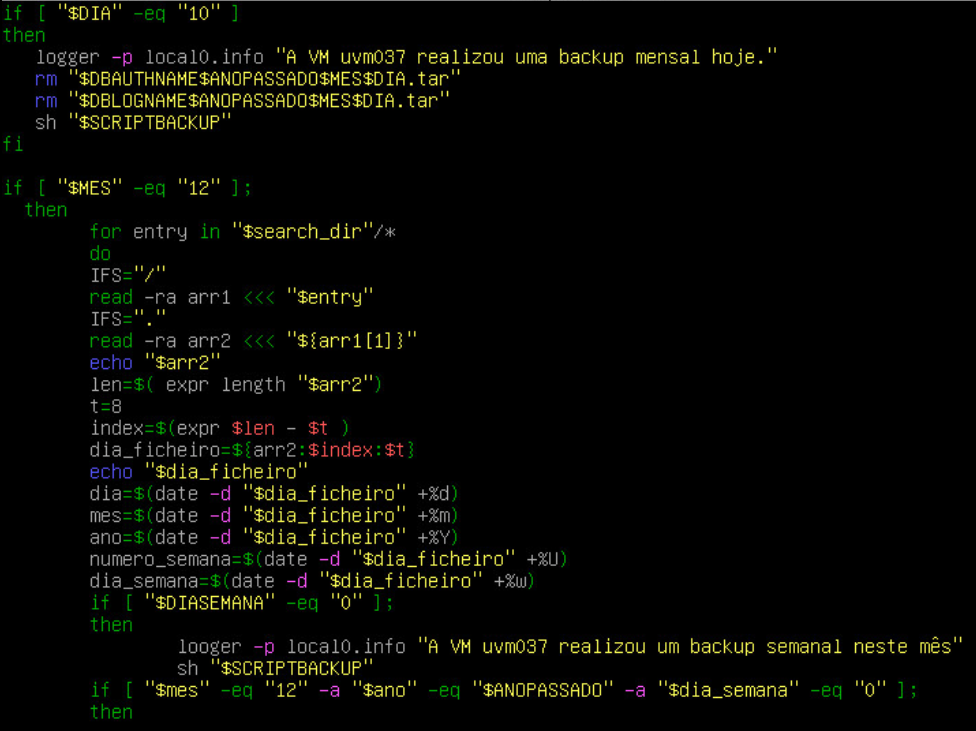 if [ "$DIA" -eq "10" ]
then
   logger -p local0.info "A VM uvm037 realizou uma backup mensal hoje."
   rm "$DBAUTHNAME$ANOPASSADO$MES$DIA.tar"
   rm "$DBLOGNAME$ANOPASSADO$MES$DIA.tar"
   sh "$SCRIPTBACKUP"
fi

if [ "$MES" -eq "12" ];
  then
        for entry in "$search_dir"/*
        do
        IFS="/"
        read -ra arr1 <<< "$entry"
        IFS="."
        read -ra arr2 <<< "${arr1[1]}"
        echo "$arr2"
        len=$( expr length "$arr2")
        t=8
        index=$(expr $len - $t )
        dia_ficheiro=${arr2:$index:$t}
        echo "$dia_ficheiro"
        dia=$(date -d "$dia_ficheiro" +%d)
        mes=$(date -d "$dia_ficheiro" +%m)
        ano=$(date -d "$dia_ficheiro" +%Y)
        numero_semana=$(date -d "$dia_ficheiro" +%U)
        dia_semana=$(date -d "$dia_ficheiro" +%w)
        if [ "$DIASEMANA" -eq "0" ];
        then
                looger -p local0.info "A VM uvm037 realizou um backup semanal neste mês"
                sh "$SCRIPTBACKUP"
        if [ "$mes" -eq "12" -a "$ano" -eq "$ANOPASSADO" -a "$dia_semana" -eq "0" ];
        then